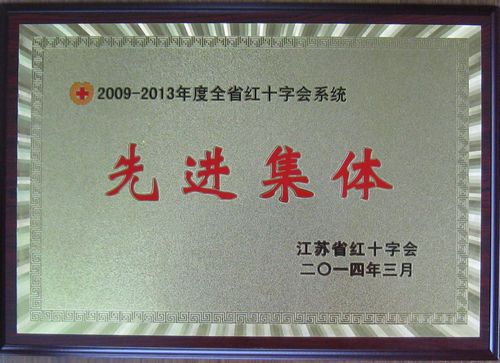 2009-2013年度全省红十字会系统
先进集体
江苏省红十字会
二〇一四年三月